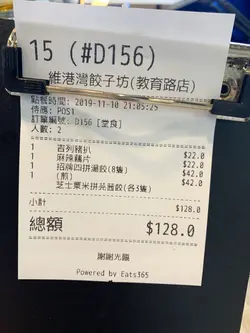 15 (#D156)
維港灣餃子坊(教育路店)
點餐時間: 2019-11-10 21:05:25
侍應: POS1
訂單編號: D156 [堂食]
人數: 2
1 吉列豬扒 $22.0
1 麻辣藕片 $22.0
1 招牌四拼湯餃(8隻) $42.0
1 (煎) $42.0
芝士粟米拼菰茜餃(各3隻)
小計 $128.0
總額 $128.0
謝謝光臨
Powered by Eats365